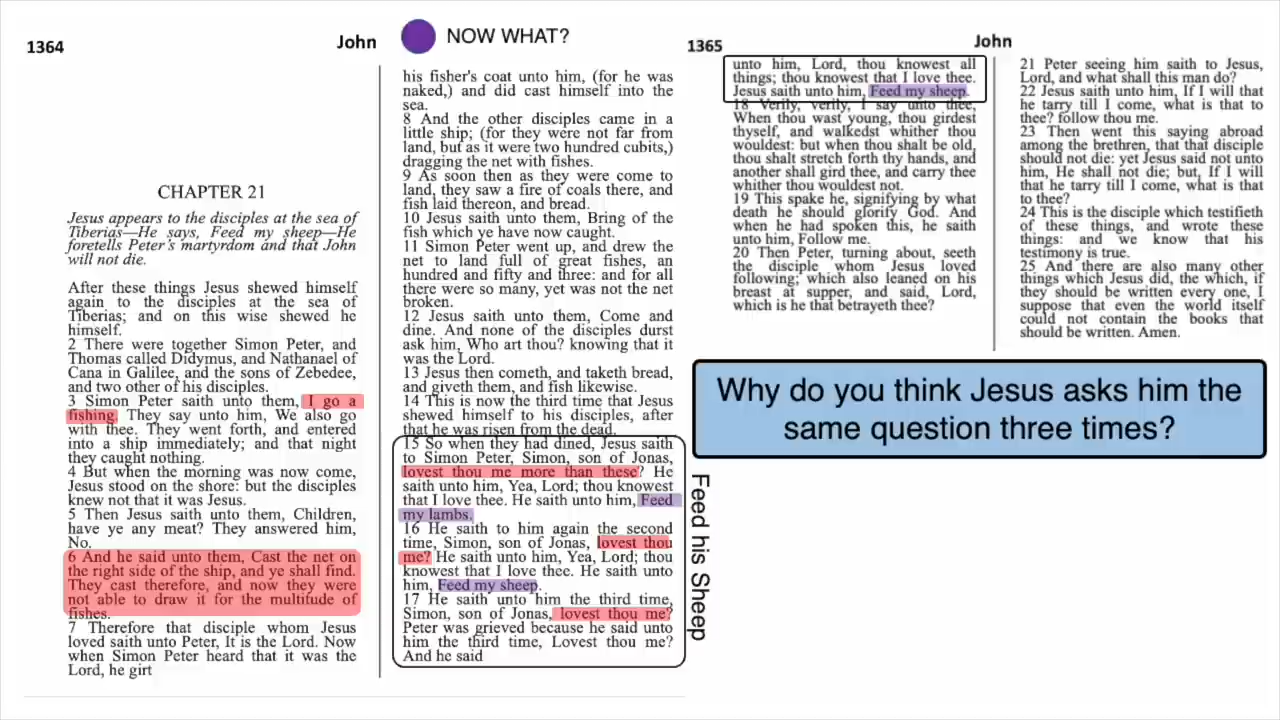 1364
John
NOW WHAT?
CHAPTER 21
Jesus appears to the disciples at the sea of
Tiberias—He says, Feed my sheep—He
foretells Peter's martyrdom and that John
will not die.
After these things Jesus shewed himself
again to the disciples at the sea of
Tiberias; and on this wise shewed he
himself.
2 There were together Simon Peter, and
Thomas called Didymus, and Nathanael of
Cana in Galilee, and the sons of Zebedee,
and two other of his disciples.
3 Simon Peter saith unto them, I go a
fishing. They say unto him, We also go
with thee. They went forth, and entered
into a ship immediately; and that night
they caught nothing.
4 But when the morning was now come,
Jesus stood on the shore: but the disciples
knew not that it was Jesus.
5 Then Jesus saith unto them, Children,
have ye any meat? They answered him,
No.
6 And he said unto them, Cast the net on
the right side of the ship, and ye shall find.
They cast therefore, and now they were
not able to draw it for the multitude of
fishes.
7 Therefore that disciple whom Jesus
loved saith unto Peter, It is the Lord. Now
when Simon Peter heard that it was the
Lord, he girt
his fisher's coat unto him, (for he was
naked,) and did cast himself into the
sea.
8 And the other disciples came in a
little ship; (for they were not far from
land, but as it were two hundred cubits,)
dragging the net with fishes.
9 As soon then as they were come to
land, they saw a fire of coals there, and
fish laid thereon, and bread.
10 Jesus saith unto them, Bring of the
fish which ye have now caught.
11 Simon Peter went up, and drew the
net to land full of great fishes, an
hundred and fifty and three: and for all
there were so many, yet was not the net
broken.
12 Jesus saith unto them, Come and
dine. And none of the disciples durst
ask him, Who art thou? knowing that it
was the Lord.
13 Jesus then cometh, and taketh bread,
and giveth them, and fish likewise.
14 This is now the third time that Jesus
shewed himself to his disciples, after
that he was risen from the dead.
15 So when they had dined, Jesus saith
to Simon Peter, Simon, son of Jonas,
lovest thou me more than these? He
saith unto him, Yea, Lord; thou knowest
that I love thee. He saith unto him, Feed
my lambs.
16 He saith to him again the second
time, Simon, son of Jonas, lovest thou
me? He saith unto him, Yea, Lord; thou
knowest that I love thee. He saith unto
him, Feed my sheep.
17 He saith unto him the third time,
Simon, son of Jonas, lovest thou me?
Peter was grieved because he said unto
him the third time, Lovest thou me?
And he said
Feed his Sheep
1365
John
unto him, Lord, thou knowest all
things; thou knowest that I love thee.
Jesus saith unto him, Feed my sheep.
18 Verily, verily, I say unto thee,
When thou wast young, thou girdest
thyself, and walkedst whither thou
wouldest: but when thou shalt be old,
thou shalt stretch forth thy hands, and
another shall gird thee, and carry thee
whither thou wouldest not.
19 This spake he, signifying by what
death he should glorify God. And
when he had spoken this, he saith
unto him, Follow me.
20 Then Peter, turning about, seeth
the disciple whom Jesus loved
following; which also leaned on his
breast at supper, and said, Lord,
which is he that betrayeth thee?
21 Peter seeing him saith to Jesus,
Lord, and what shall this man do?
22 Jesus saith unto him, If I will that
he tarry till I come, what is that to
thee? follow thou me.
23 Then went this saying abroad
among the brethren, that that disciple
should not die: yet Jesus said not unto
him, He shall not die; but, If I will
that he tarry till I come, what is that
to thee?
24 This is the disciple which testifieth
of these things, and wrote these
things: and we know that his
testimony is true.
25 And there are also many other
things which Jesus did, the which, if
they should be written every one, I
suppose that even the world itself
could not contain the books that
should be written. Amen.
Why do you think Jesus asks him the
same question three times?